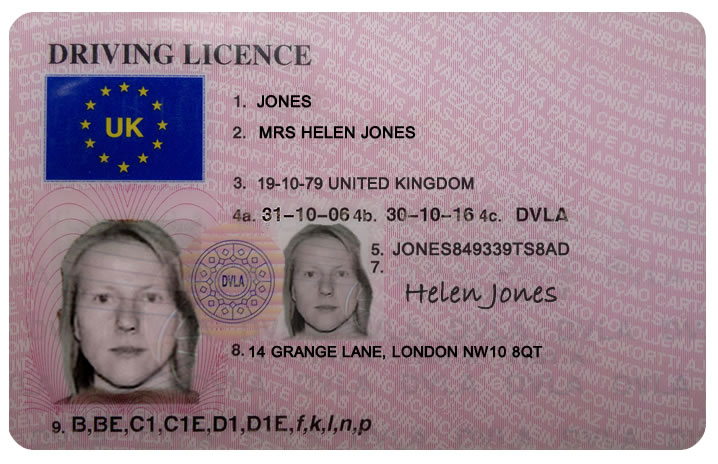 DRIVING LICENCE
UK
1. JONES
2. MRS HELEN JONES
3. 19-10-79 UNITED KINGDOM
4a. 31-10-06 4b. 30-10-16 4c. DVLA
5. JONES849339TS8AD
7.
Helen Jones
DVLA
8. 14 GRANGE LANE, LONDON NW10 8QT
9. B,BE,C1,C1E,D1,D1E,f,k,l,n,p